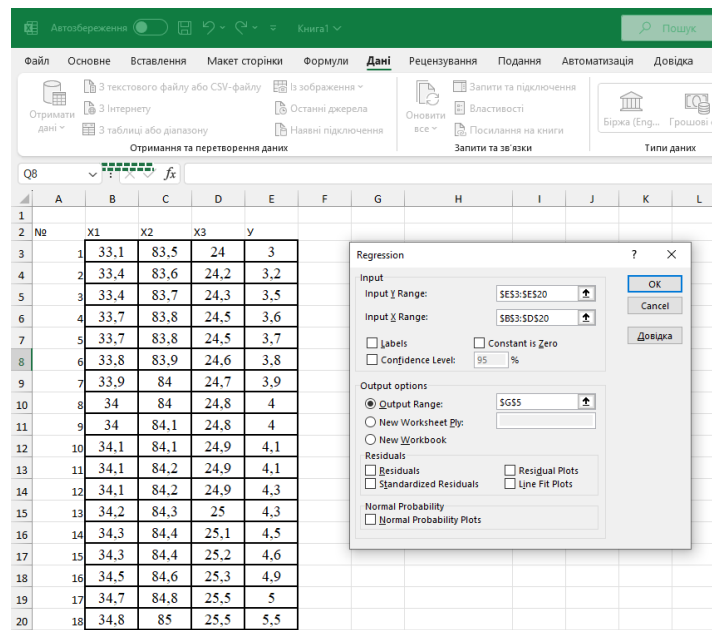 Автозбереження Книга1 Пошук
Файл Основне Вставлення Макет сторінки Формули Дані Рецензування Подання Автоматизація Довідка
Отримати дані
З текстового файлу або CSV-файлу
З Інтернету
З таблиці або діапазону
Із зображення
Останні джерела
Наявні підключення
Отримання та перетворення даних
Оновити все
Запити та підключення
Властивості
Посилання на книги
Запити та зв'язки
Біржа (Eng... Грошові
Типи даних
Q8 fx
A B C D E F G H I J K L
1
2 № X1 X2 X3 У
3 1 33,1 83,5 24 3
4 2 33,4 83,6 24,2 3,2
5 3 33,4 83,7 24,3 3,5
6 4 33,7 83,8 24,5 3,6
7 5 33,7 83,8 24,5 3,7
8 6 33,8 83,9 24,6 3,8
9 7 33,9 84 24,7 3,9
10 8 34 84 24,8 4
11 9 34 84,1 24,8 4
12 10 34,1 84,1 24,9 4,1
13 11 34,1 84,2 24,9 4,1
14 12 34,1 84,2 24,9 4,3
15 13 34,2 84,3 25 4,3
16 14 34,3 84,4 25,1 4,5
17 15 34,3 84,4 25,2 4,6
18 16 34,5 84,6 25,3 4,9
19 17 34,7 84,8 25,5 5
20 18 34,8 85 25,5 5,5
Regression ? X
Input
Input Y Range: $E$3:$E$20
Input X Range: $B$3:$D$20
Labels Constant is Zero
Confidence Level: 95 %
OK
Cancel
Довідка
Output options
Output Range: $G$5
New Worksheet Ply:
New Workbook
Residuals
Residuals Residual Plots
Standardized Residuals Line Fit Plots
Normal Probability
Normal Probability Plots